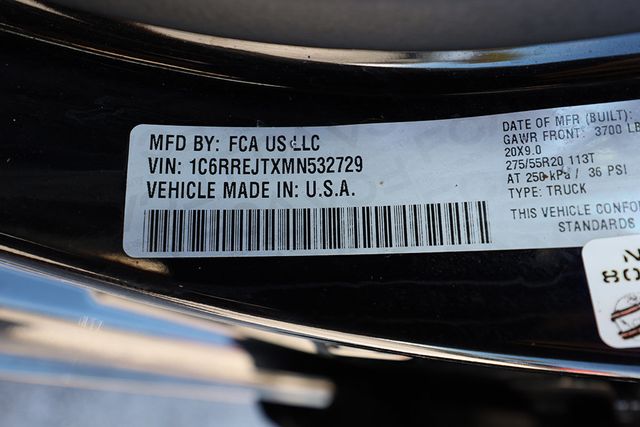 MFD BY: FCA US LLC
VIN: 1C6RREJTXMN532729
VEHICLE MADE IN: U.S.A.
DATE OF MFR (BUILT):
GAWR FRONT: 3700 LB
20X9.0
275/55R20 113T
AT 250 kPa / 36 PSI
TYPE: TRUCK
THIS VEHICLE CONFO
STANDARDS
80